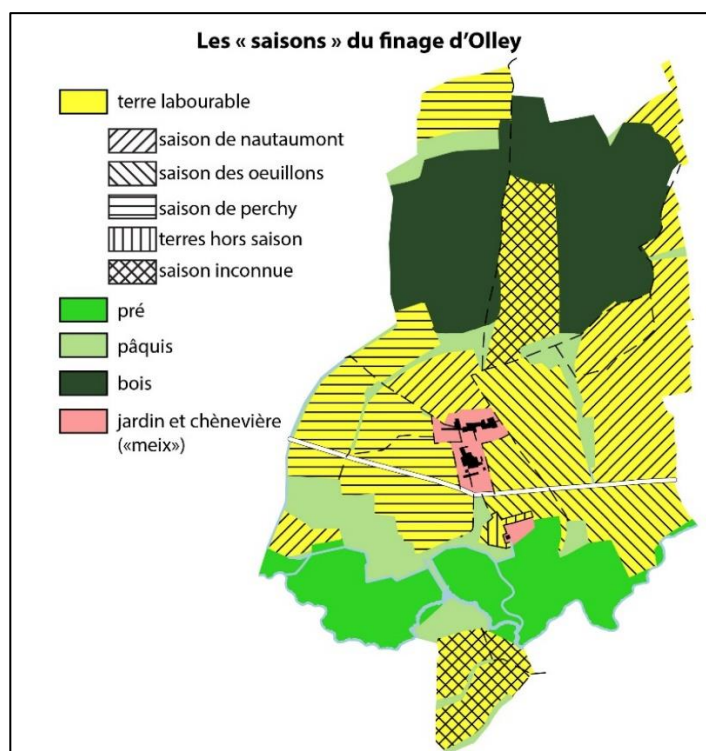 Les « saisons » du finage d'Olley
terre labourable
saison de nautaumont
saison des oeuillons
saison de perchy
terres hors saison
saison inconnue
pré
pâquis
bois
jardin et chènevière
(«meix»)